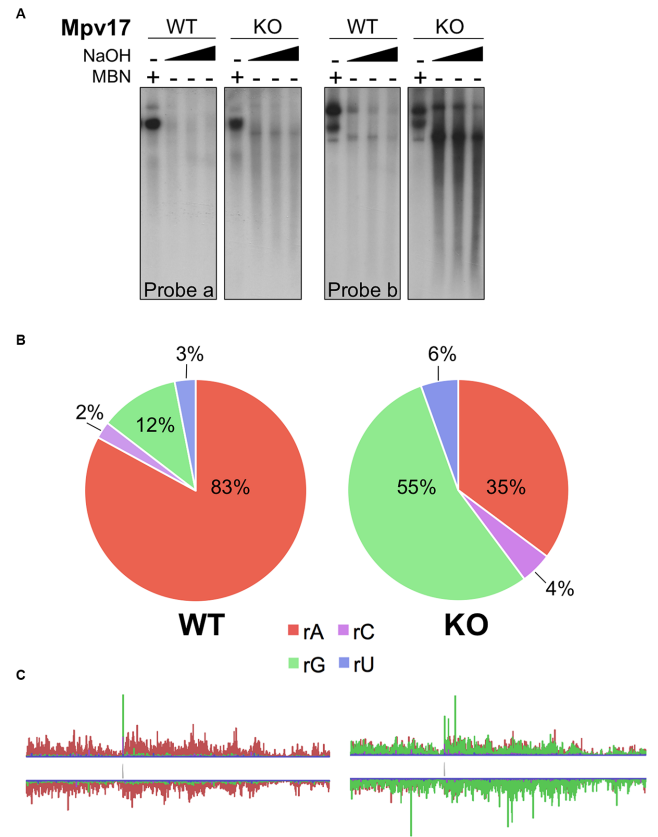 A
Mpv17 WT KO WT KO
NaOH - - - -
MBN + - - - + - - - + - - - + - - -
Probe a Probe b
B
3% 6%
2% 12% 83% 55% 35% 4%
WT KO
rA rC
rG rU
C